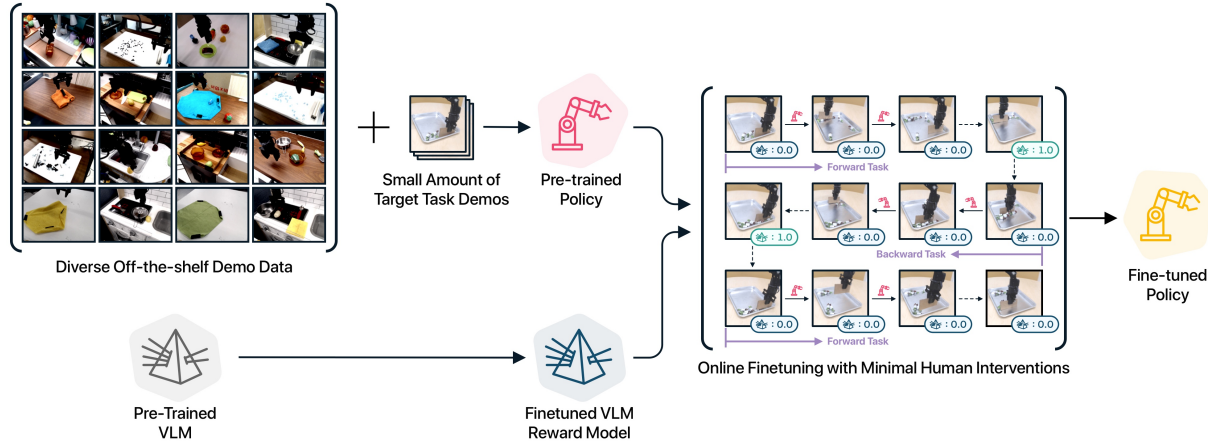 Diverse Off-the-shelf Demo Data
Small Amount of
Target Task Demos
Pre-trained
Policy
: 0.0
: 0.0
: 0.0
: 1.0
Forward Task
: 1.0
: 0.0
: 0.0
: 0.0
Backward Task
: 0.0
: 0.0
: 0.0
: 0.0
Forward Task
Online Finetuning with Minimal Human Interventions
Fine-tuned
Policy
Pre-Trained
VLM
Finetuned VLM
Reward Model